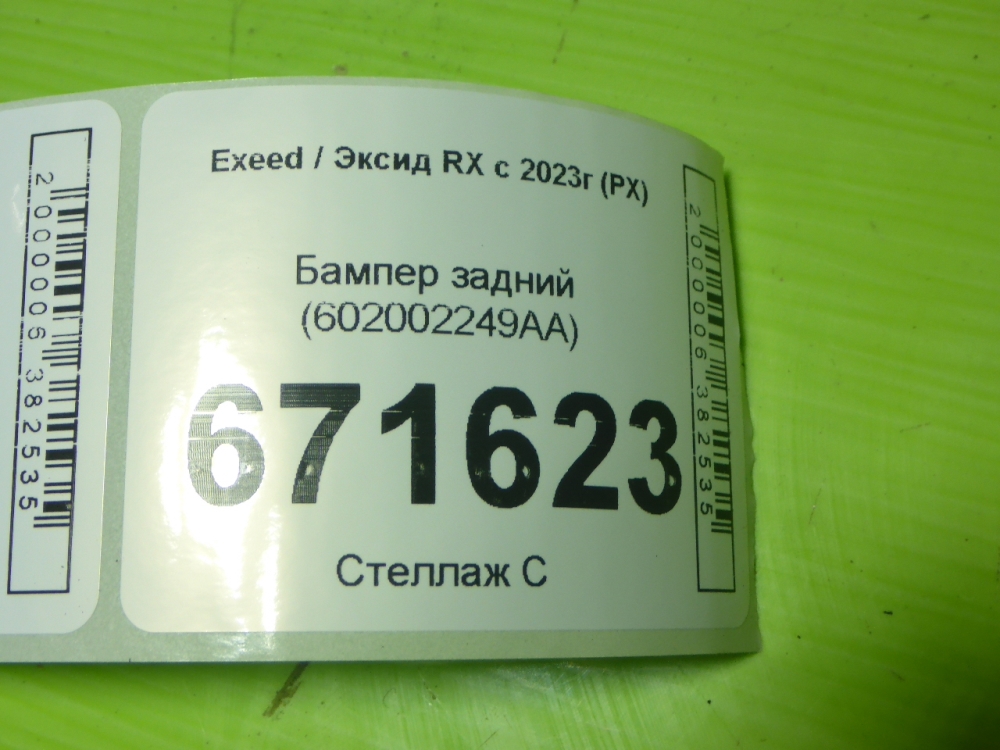 2000006382535
Exeed / Эксид RX с 2023г (РХ)
Бампер задний
(602002249AA)
671623
Стеллаж С
2000006382535